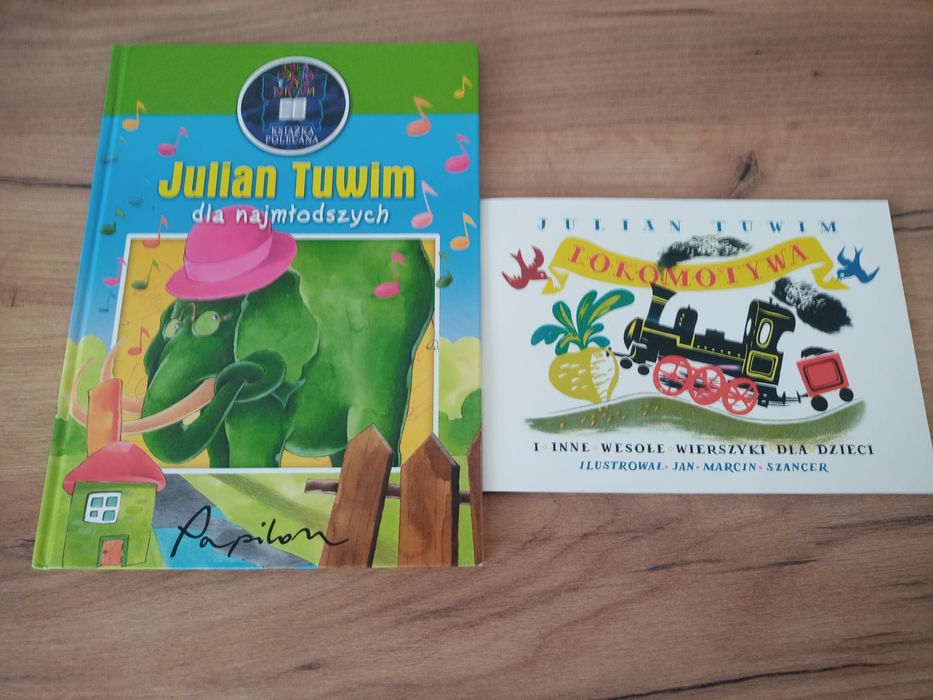 KSIĄŻKA
POLECANA
Julian Tuwim
dla najmłodszych
Papilon
JULIAN TUWIM
LOKOMOTYWA
I • INNE • WESOŁE • WIERSZYKI • DLA • DZIECI
ILUSTROWAŁ • JAN • MARCIN • SZANCER